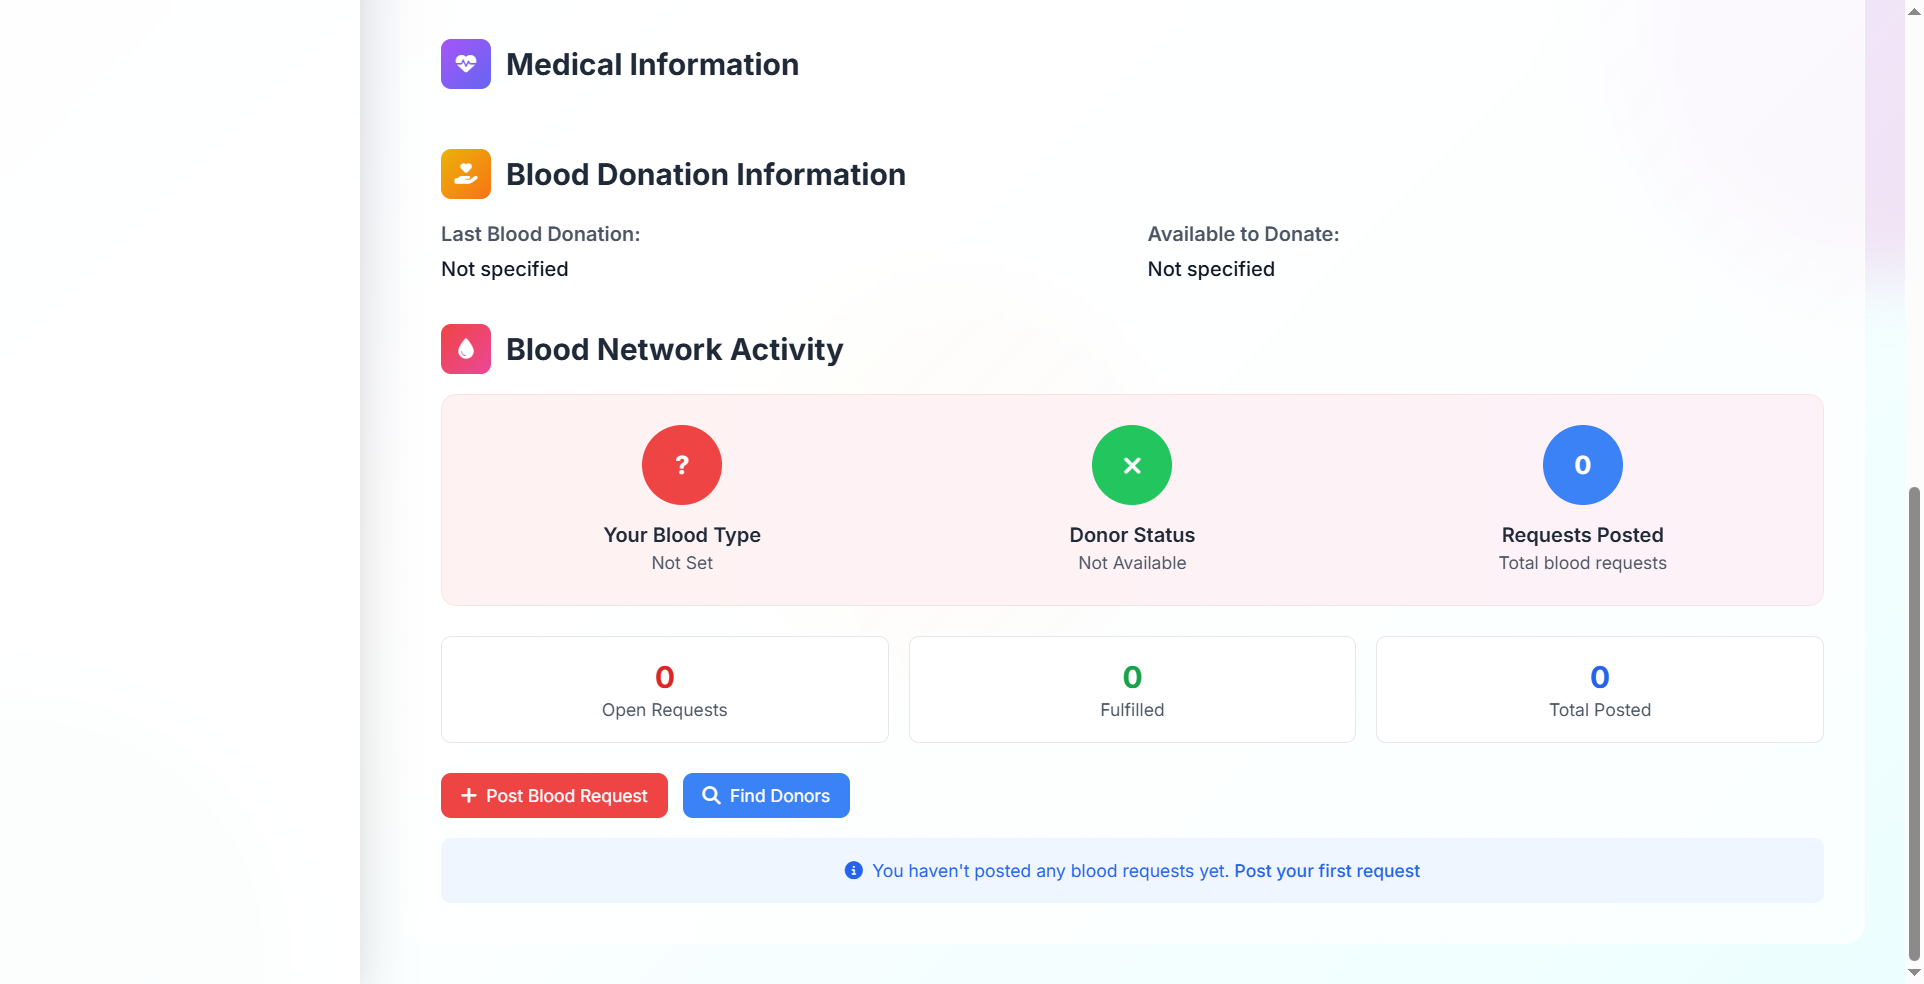 Medical Information
Blood Donation Information
Last Blood Donation:
Not specified
Available to Donate:
Not specified
Blood Network Activity
?
Your Blood Type
Not Set
Donor Status
Not Available
0
Requests Posted
Total blood requests
0
Open Requests
0
Fulfilled
0
Total Posted
Post Blood Request
Find Donors
You haven't posted any blood requests yet. Post your first request